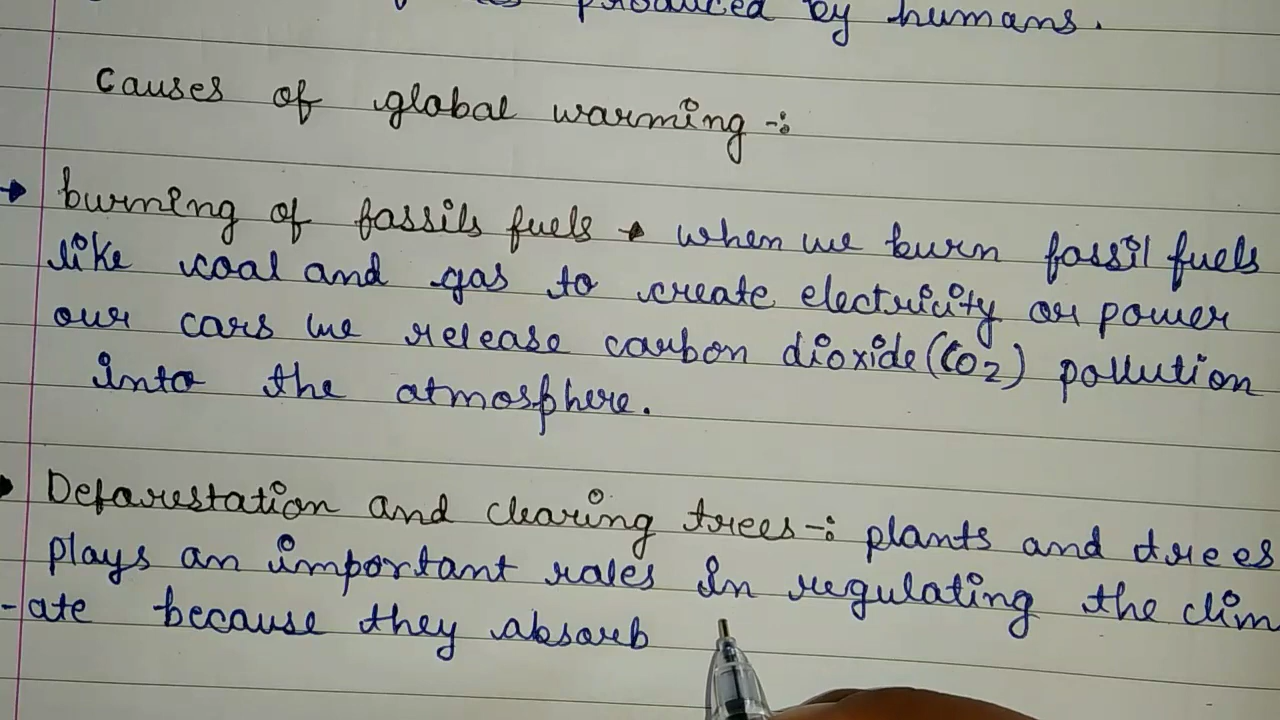 produced by humans.
Causes of global warming -:
→ burning of fassils fuels → when we burn fossil fuels
like coal and gas to create electricity or power
our cars we release carbon dioxide (CO2) pollution
into the atmosphere.
Deforestation and clearing trees -: plants and trees
plays an important roles in regulating the clim
-ate because they absorb